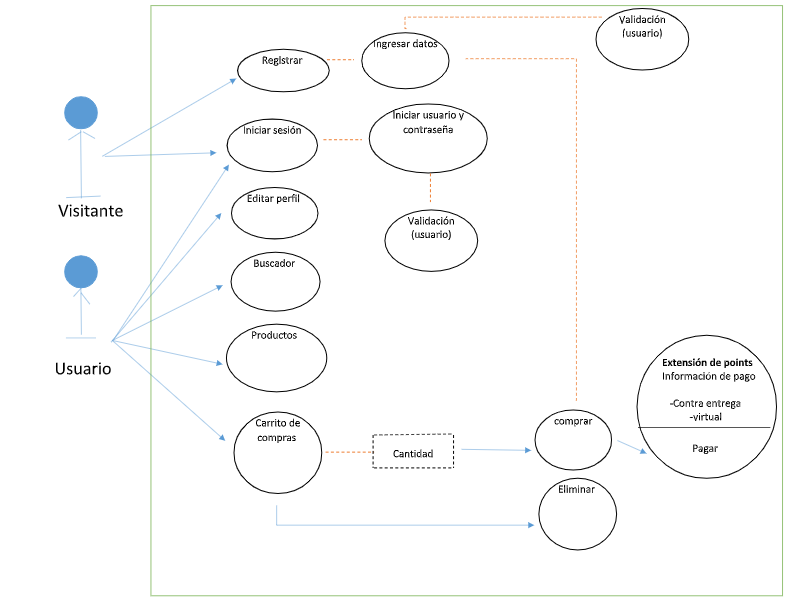 Validación
(usuario)
Ingresar datos
Registrar
Iniciar usuario y
contraseña
Iniciar sesión
Visitante
Editar perfil
Validación
(usuario)
Buscador
Productos
Usuario
Extensión de points
Información de pago
-Contra entrega
-virtual
Pagar
Carrito de
compras
Cantidad
comprar
Eliminar